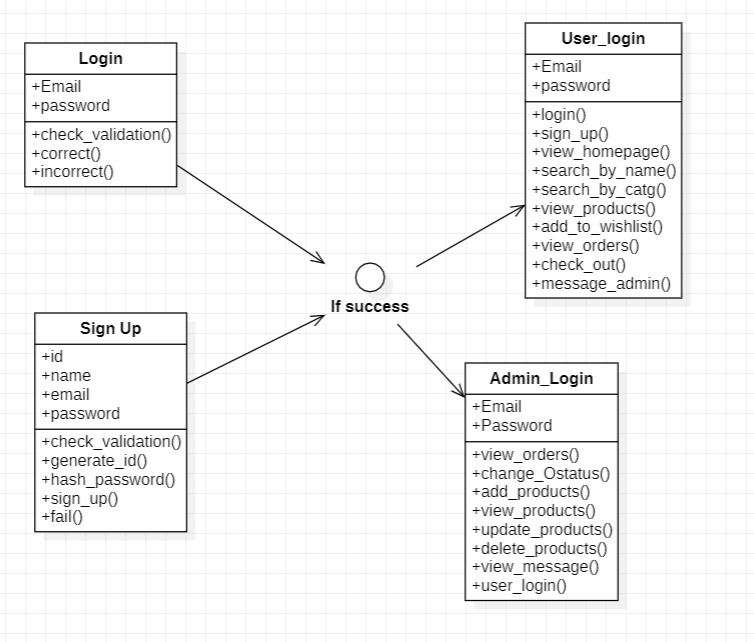 Login
+Email
+password
+check_validation()
+correct()
+incorrect()
User_login
+Email
+password
+login()
+sign_up()
+view_homepage()
+search_by_name()
+search_by_catg()
+view_products()
+add_to_wishlist()
+view_orders()
+check_out()
+message_admin()
If success
Sign Up
+id
+name
+email
+password
+check_validation()
+generate_id()
+hash_password()
+sign_up()
+fail()
Admin_Login
+Email
+Password
+view_orders()
+change_Ostatus()
+add_products()
+view_products()
+update_products()
+delete_products()
+view_message()
+user_login()